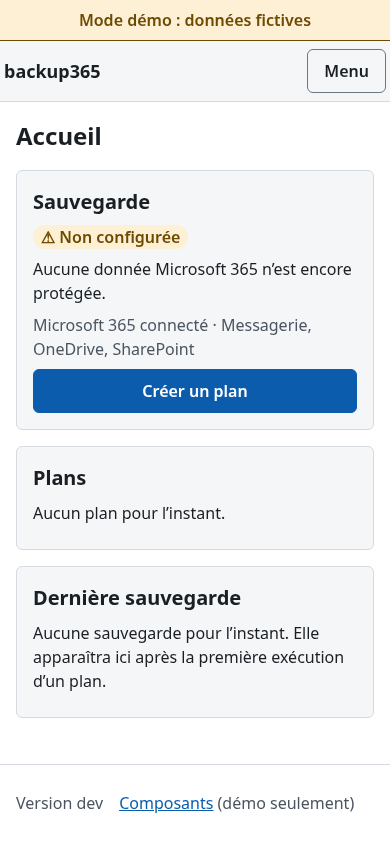 Mode démo : données fictives
backup365
Menu
Accueil
Sauvegarde
⚠ Non configurée
Aucune donnée Microsoft 365 n’est encore
protégée.
Microsoft 365 connecté · Messagerie,
OneDrive, SharePoint
Créer un plan
Plans
Aucun plan pour l’instant.
Dernière sauvegarde
Aucune sauvegarde pour l’instant. Elle
apparaîtra ici après la première exécution
d’un plan.
Version dev Composants (démo seulement)